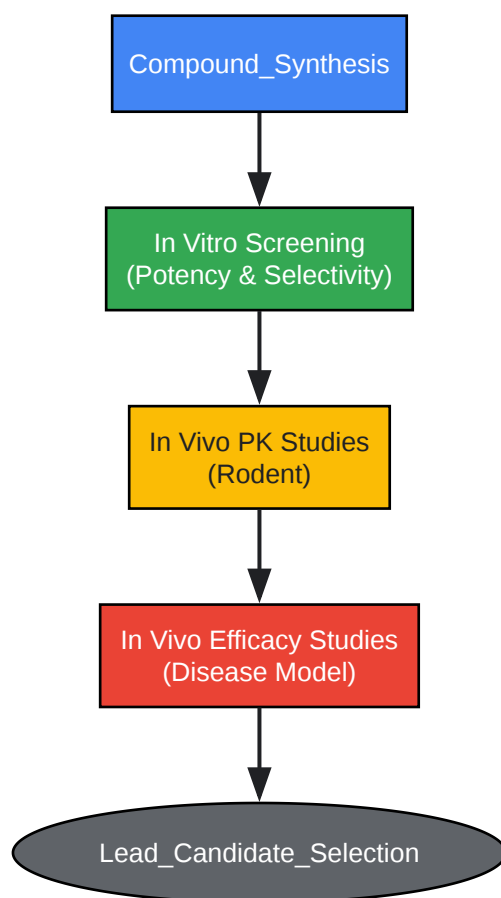 Compound_Synthesis
In Vitro Screening
(Potency & Selectivity)
In Vivo PK Studies
(Rodent)
In Vivo Efficacy Studies
(Disease Model)
Lead_Candidate_Selection